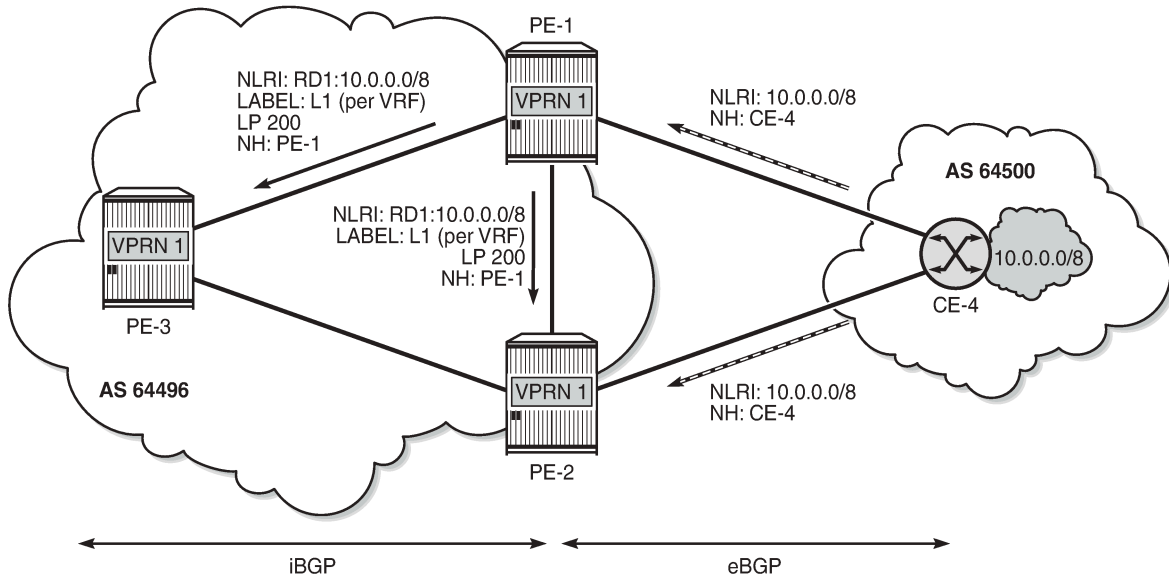 PE-1
NLRI: RD1:10.0.0.0/8
LABEL: L1 (per VRF)
LP 200
NH: PE-1
VPRN 1
NLRI: 10.0.0.0/8
NH: CE-4
AS 64500
VPRN 1
NLRI: RD1:10.0.0.0/8
LABEL: L1 (per VRF)
LP 200
NH: PE-1
10.0.0.0/8
CE-4
PE-3
AS 64496
VPRN 1
NLRI: 10.0.0.0/8
NH: CE-4
PE-2
iBGP
eBGP